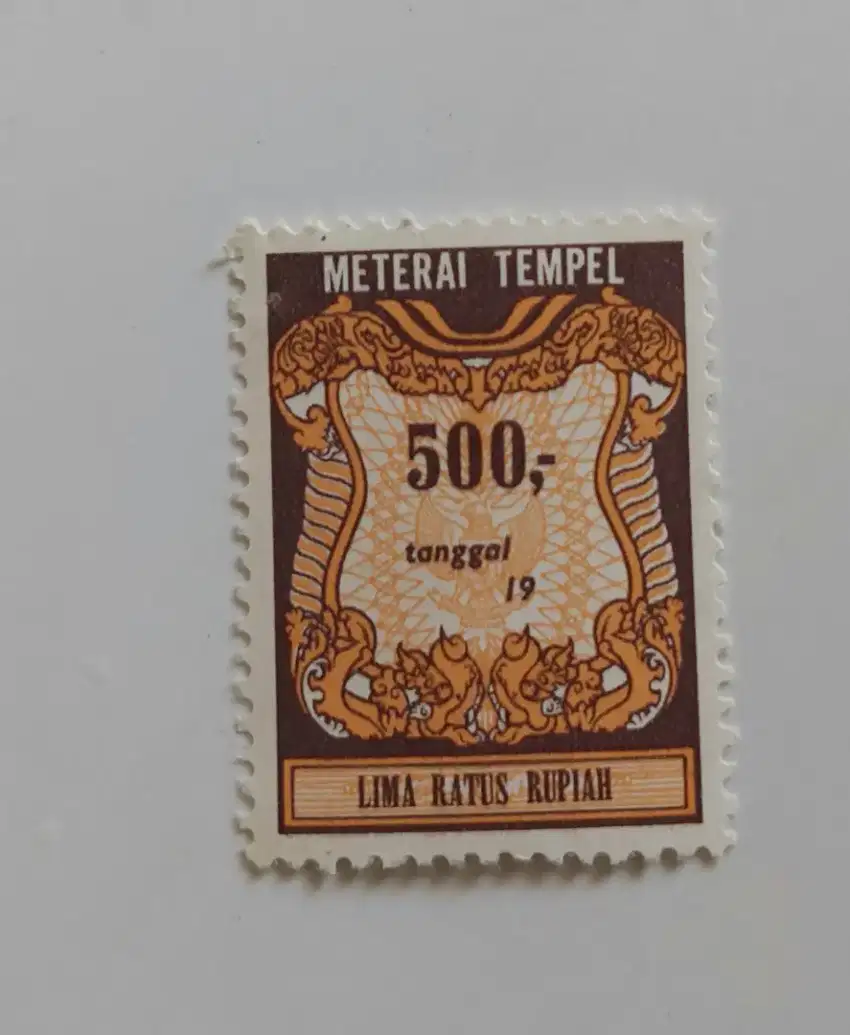 METERAI TEMPEL
500,-
tanggal
19
LIMA RATUS RUPIAH